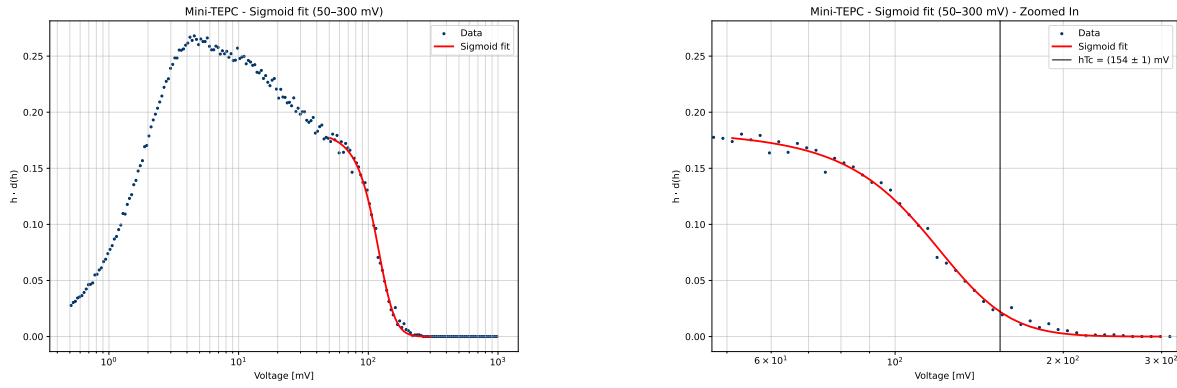 Mini-TEPC - Sigmoid fit (50–300 mV)
Data
Sigmoid fit
0.25
0.20
0.15
0.10
0.05
0.00
h · d(h)
10⁰
10¹
10²
10³
Voltage [mV]
Mini-TEPC - Sigmoid fit (50–300 mV) - Zoomed In
Data
Sigmoid fit
hTc = (154 ± 1) mV
0.25
0.20
0.15
0.10
0.05
0.00
h · d(h)
6 × 10¹
10²
2 × 10²
3 × 10²
Voltage [mV]